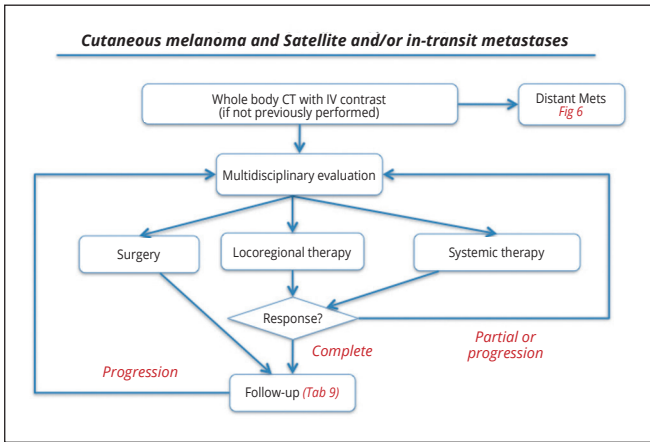 Cutaneous melanoma and Satellite and/or in-transit metastases
Whole body CT with IV contrast
(if not previously performed)
Distant Mets
Fig 6
Multidisciplinary evaluation
Surgery
Locoregional therapy
Systemic therapy
Response?
Partial or
progression
Complete
Progression
Follow-up (Tab 9)